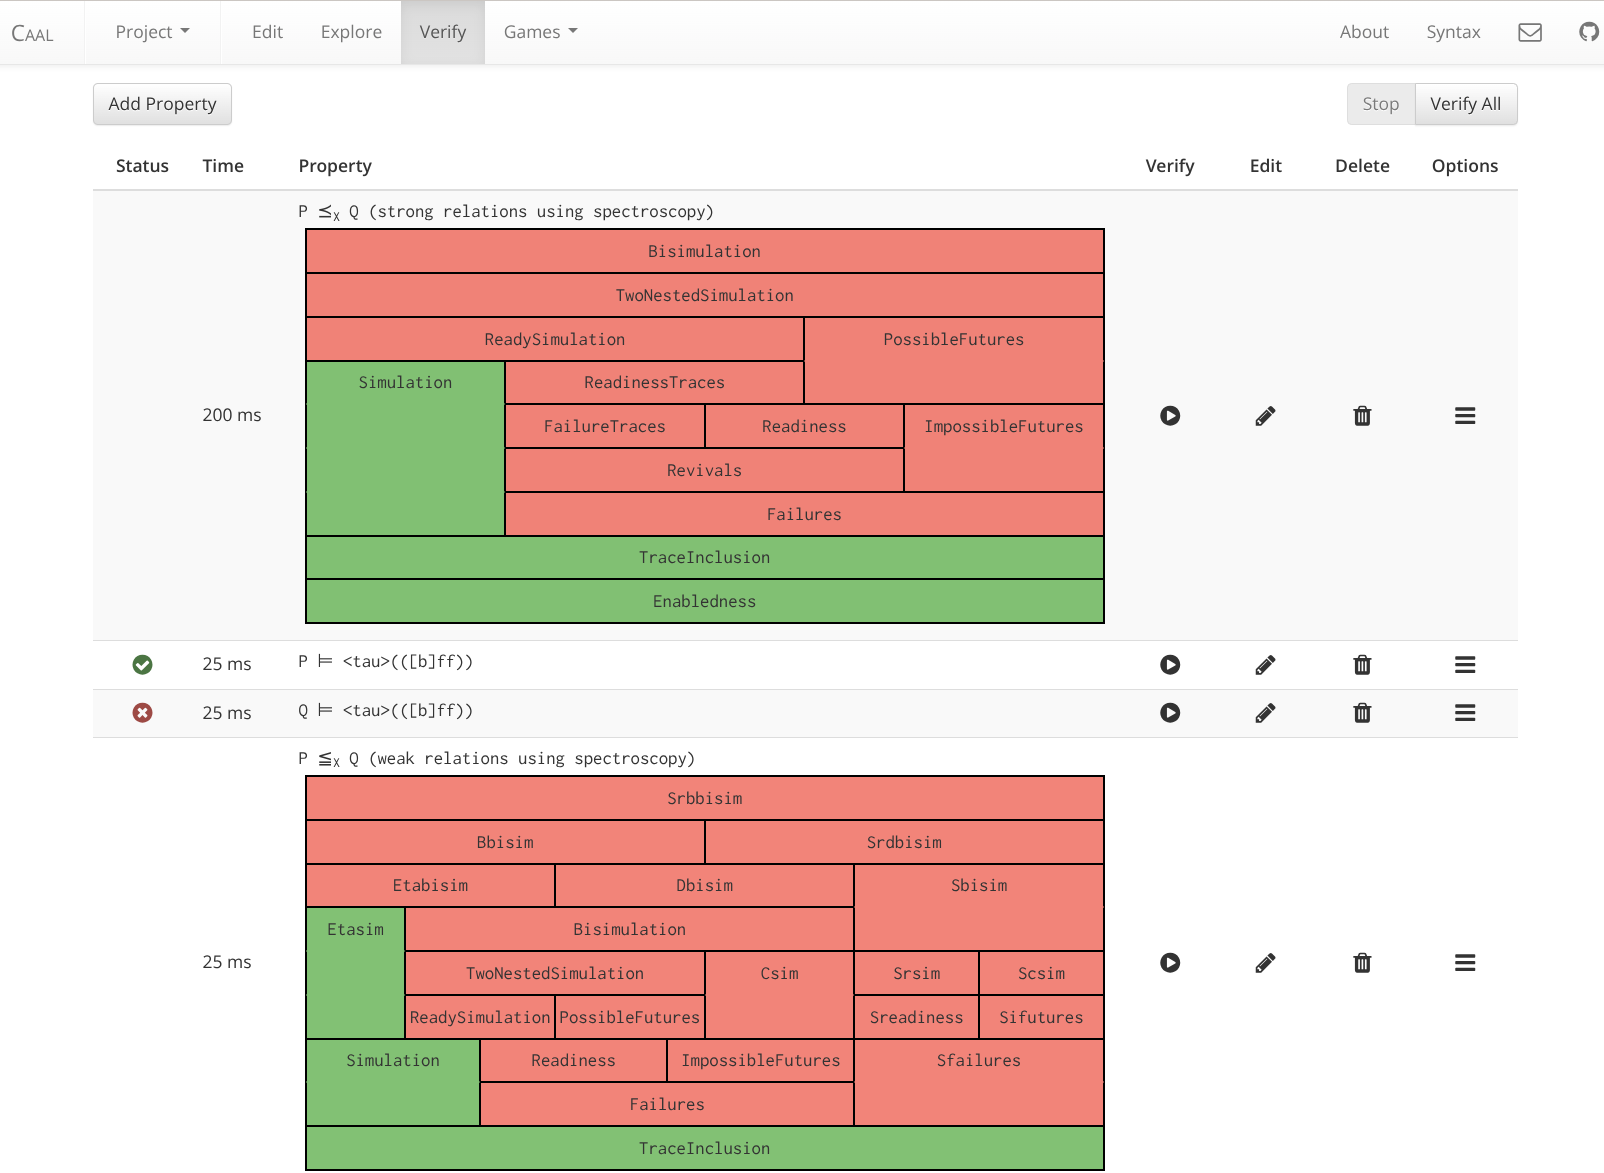 CAAL Project Edit Explore Verify Games About Syntax
Add Property Stop Verify All
Status Time Property Verify Edit Delete Options
P ⪯χ Q (strong relations using spectroscopy)
Bisimulation
TwoNestedSimulation
ReadySimulation PossibleFutures
Simulation ReadinessTraces
200 ms
FailureTraces Readiness ImpossibleFutures
Revivals
Failures
TraceInclusion
Enabledness
25 ms P ⊨ <tau>(([b]ff))
25 ms Q ⊨ <tau>(([b]ff))
P ≦χ Q (weak relations using spectroscopy)
Srbbisim
Bbisim Srdbisim
Etabisim Dbisim Sbisim
Etasim Bisimulation
25 ms
TwoNestedSimulation Csim Srsim Scsim
ReadySimulation PossibleFutures Sreadiness Sifutures
Simulation Readiness ImpossibleFutures Sfailures
Failures
TraceInclusion